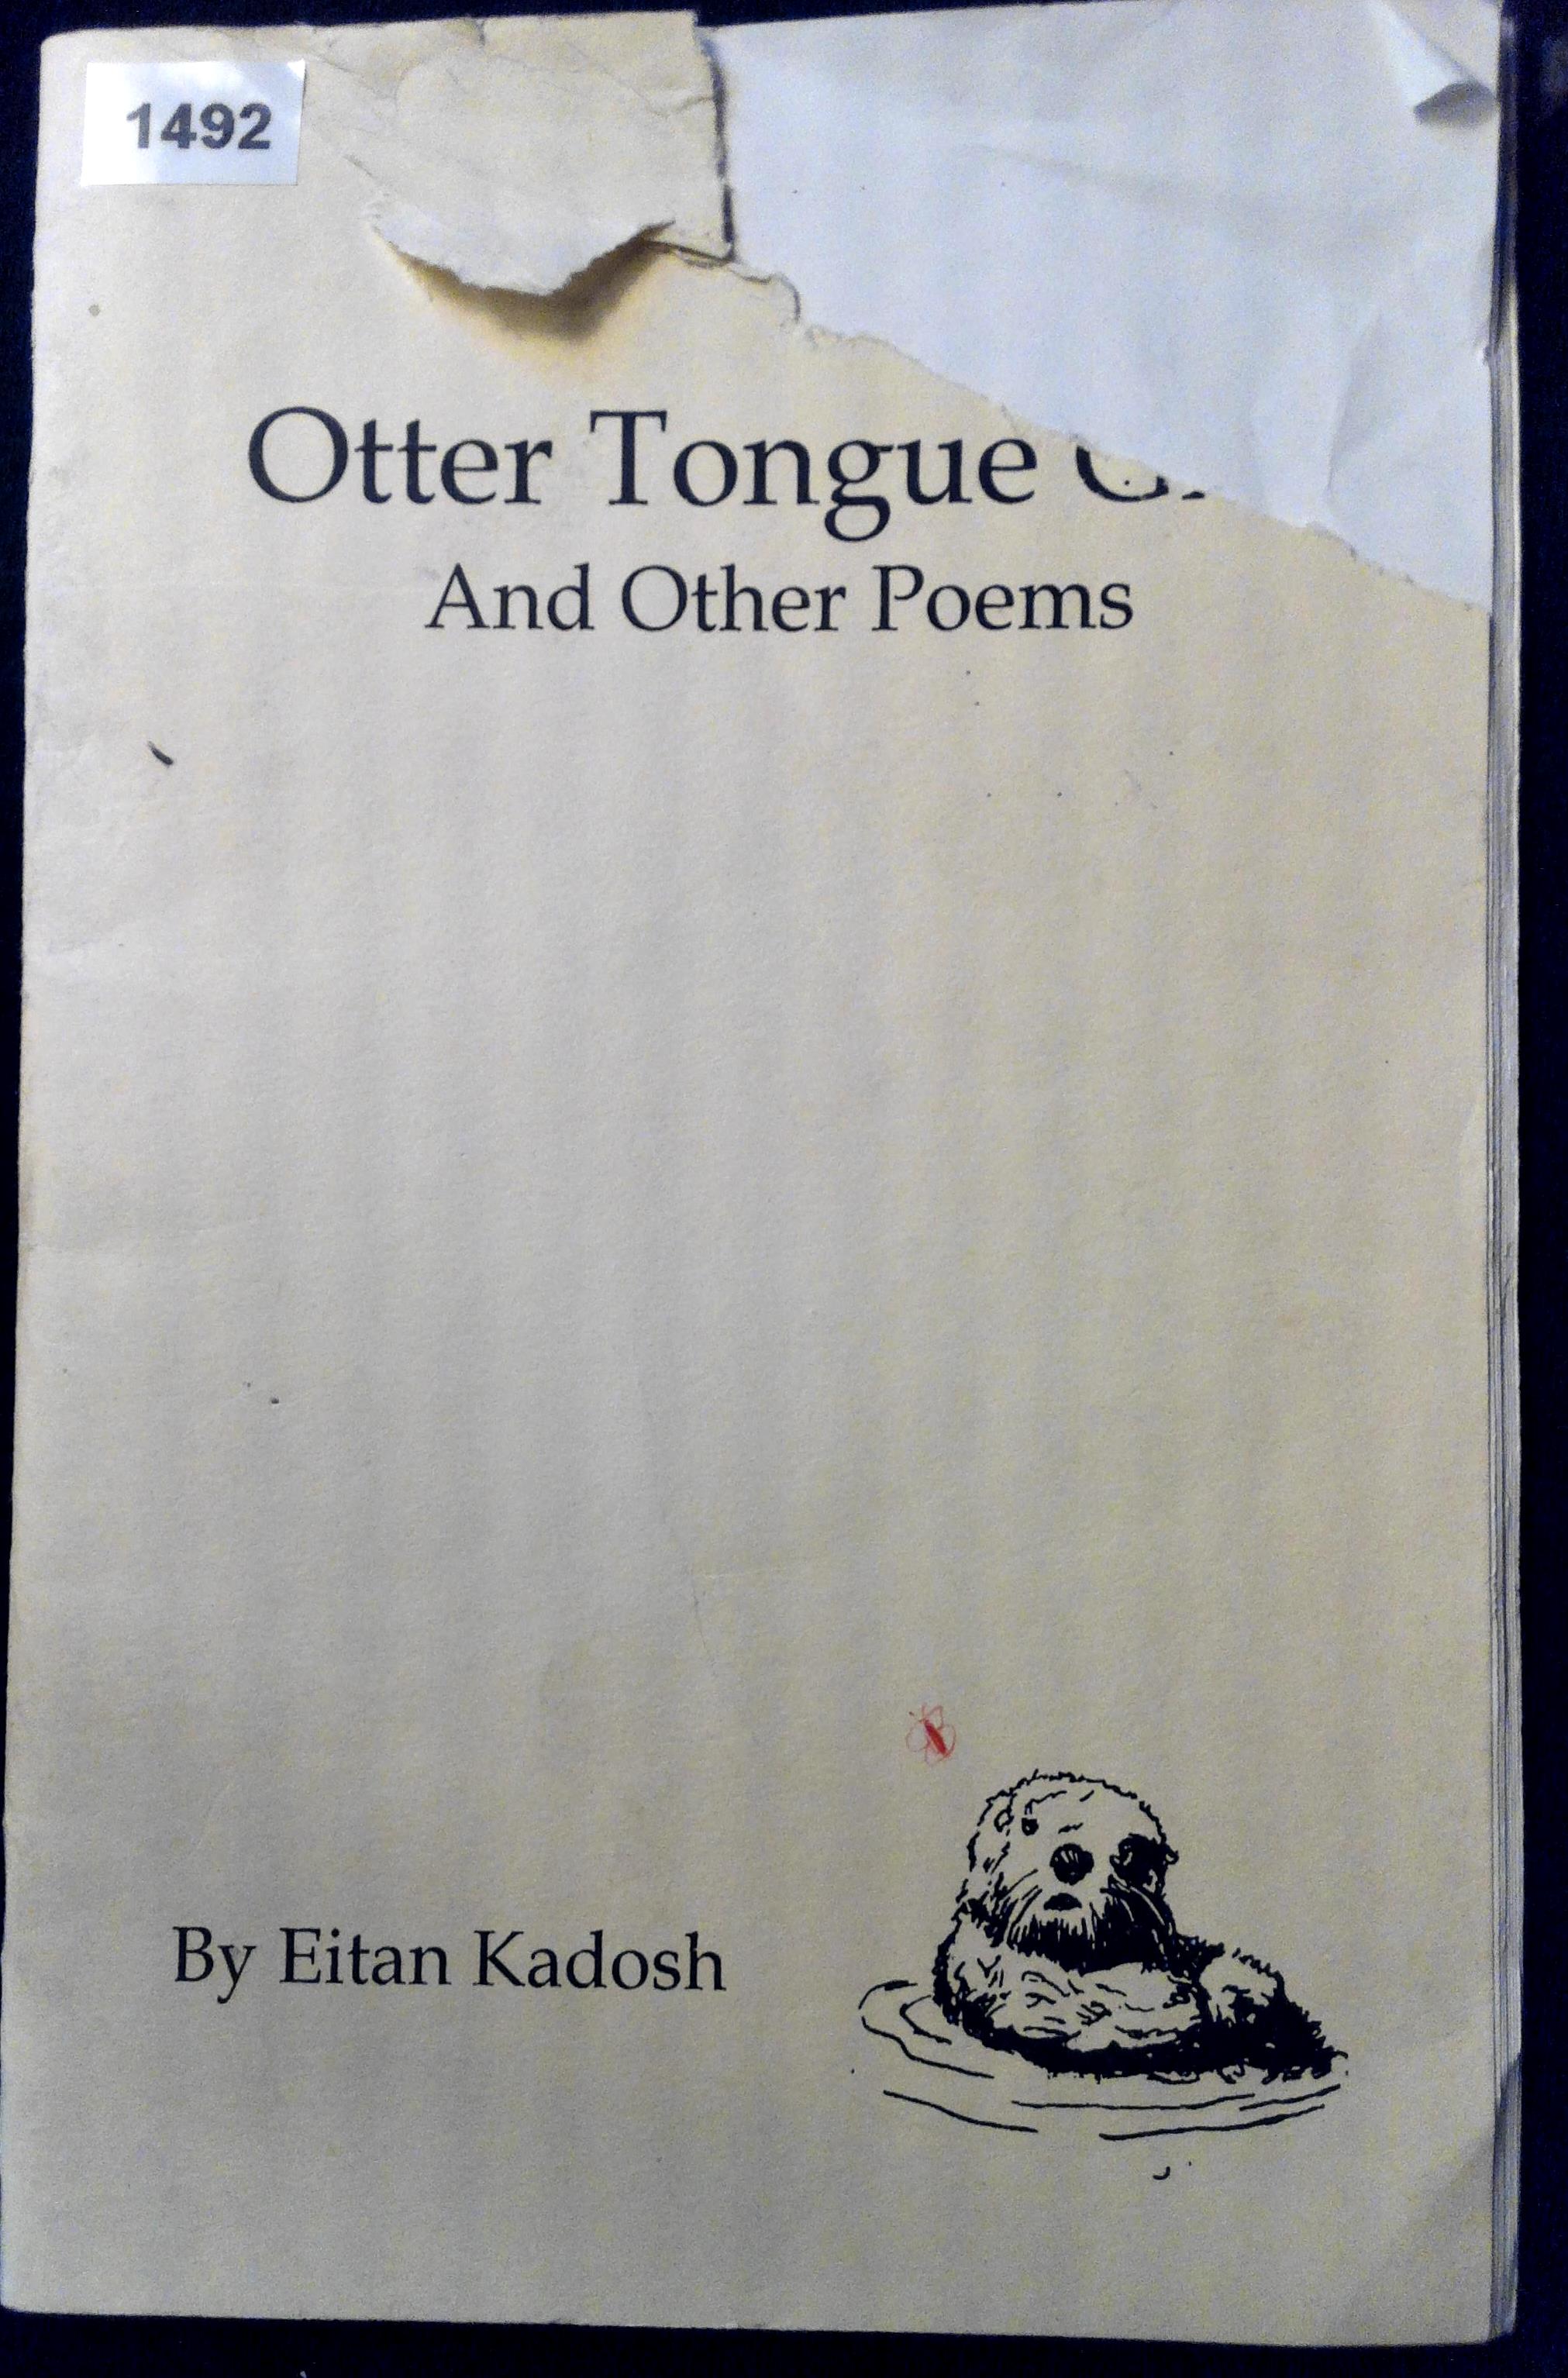 1492
Otter Tongue
And Other Poems
By Eitan Kadosh